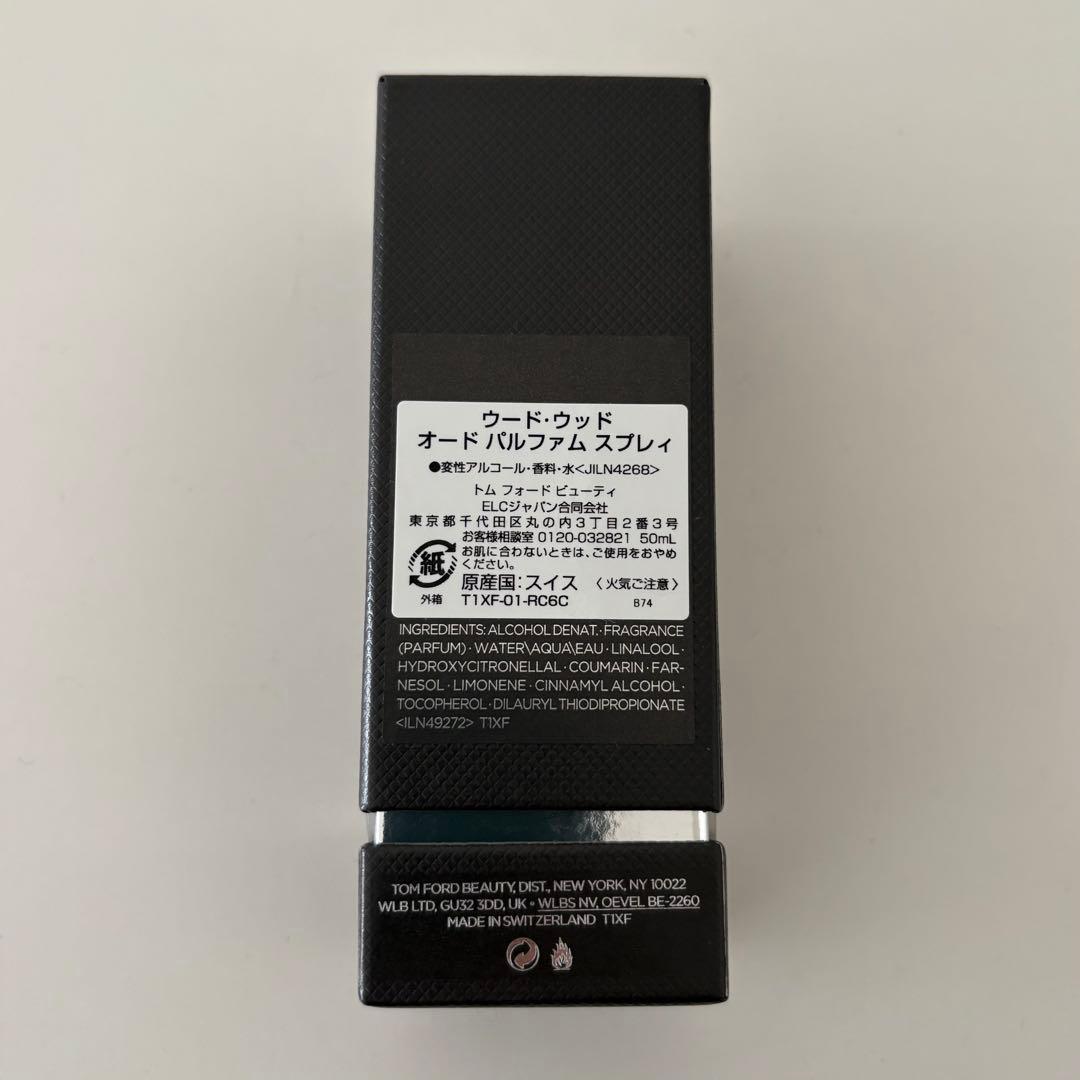 ウード・ウッド
オード パルファム スプレィ
●変性アルコール・香料・水<JILN4268>
トム フォード ビューティ
ELCジャパン合同会社
東京都千代田区丸の内3丁目2番3号
お客様相談室 0120-032821 50mL
お肌に合わないときは、ご使用をおやめ
ください。
紙
外箱
原産国:スイス 〈火気ご注意〉
T1XF-01-RC6C B74
INGREDIENTS: ALCOHOL DENAT.·FRAGRANCE
(PARFUM)·WATER\AQUA\EAU·LINALOOL·
HYDROXYCITRONELLAL·COUMARIN·FAR-
NESOL·LIMONENE·CINNAMYL ALCOHOL·
TOCOPHEROL·DILAURYL THIODIPROPIONATE
<ILN49272> T1XF
TOM FORD BEAUTY, DIST., NEW YORK, NY 10022
WLB LTD, GU32 3DD, UK • WLBS NV, OEVEL BE-2260
MADE IN SWITZERLAND T1XF